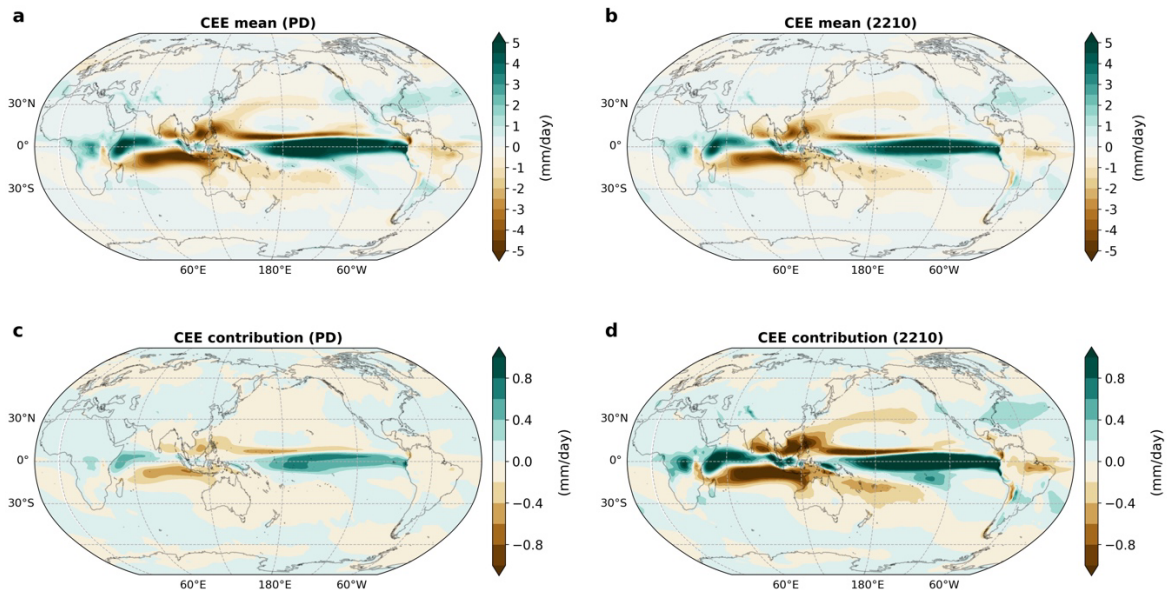 a
CEE mean (PD)
30°N
0°
30°S
60°E
180°E
60°W
5
4
3
2
1
0
-1
-2
-3
-4
-5
(mm/day)
b
CEE mean (2210)
30°N
0°
30°S
60°E
180°E
60°W
5
4
3
2
1
0
-1
-2
-3
-4
-5
(mm/day)
c
CEE contribution (PD)
30°N
0°
30°S
60°E
180°E
60°W
0.8
0.4
0.0
−0.4
−0.8
(mm/day)
d
CEE contribution (2210)
30°N
0°
30°S
60°E
180°E
60°W
0.8
0.4
0.0
−0.4
−0.8
(mm/day)